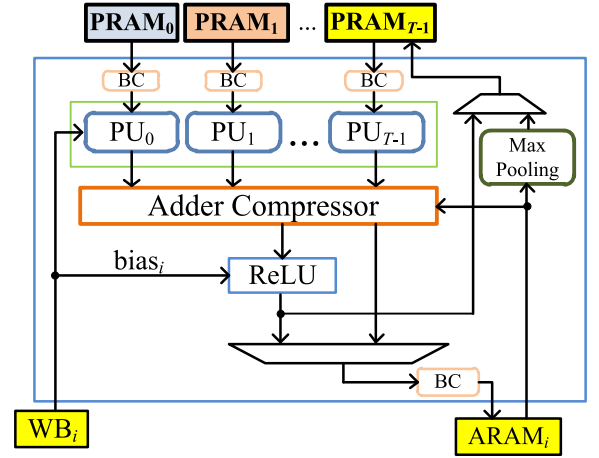 PRAM0 PRAM1 ... PRAMT-1
BC BC BC
PU0 PU1 ... PUT-1
Max
Pooling
Adder Compressor
biasi
ReLU
BC
WBi
ARAMi